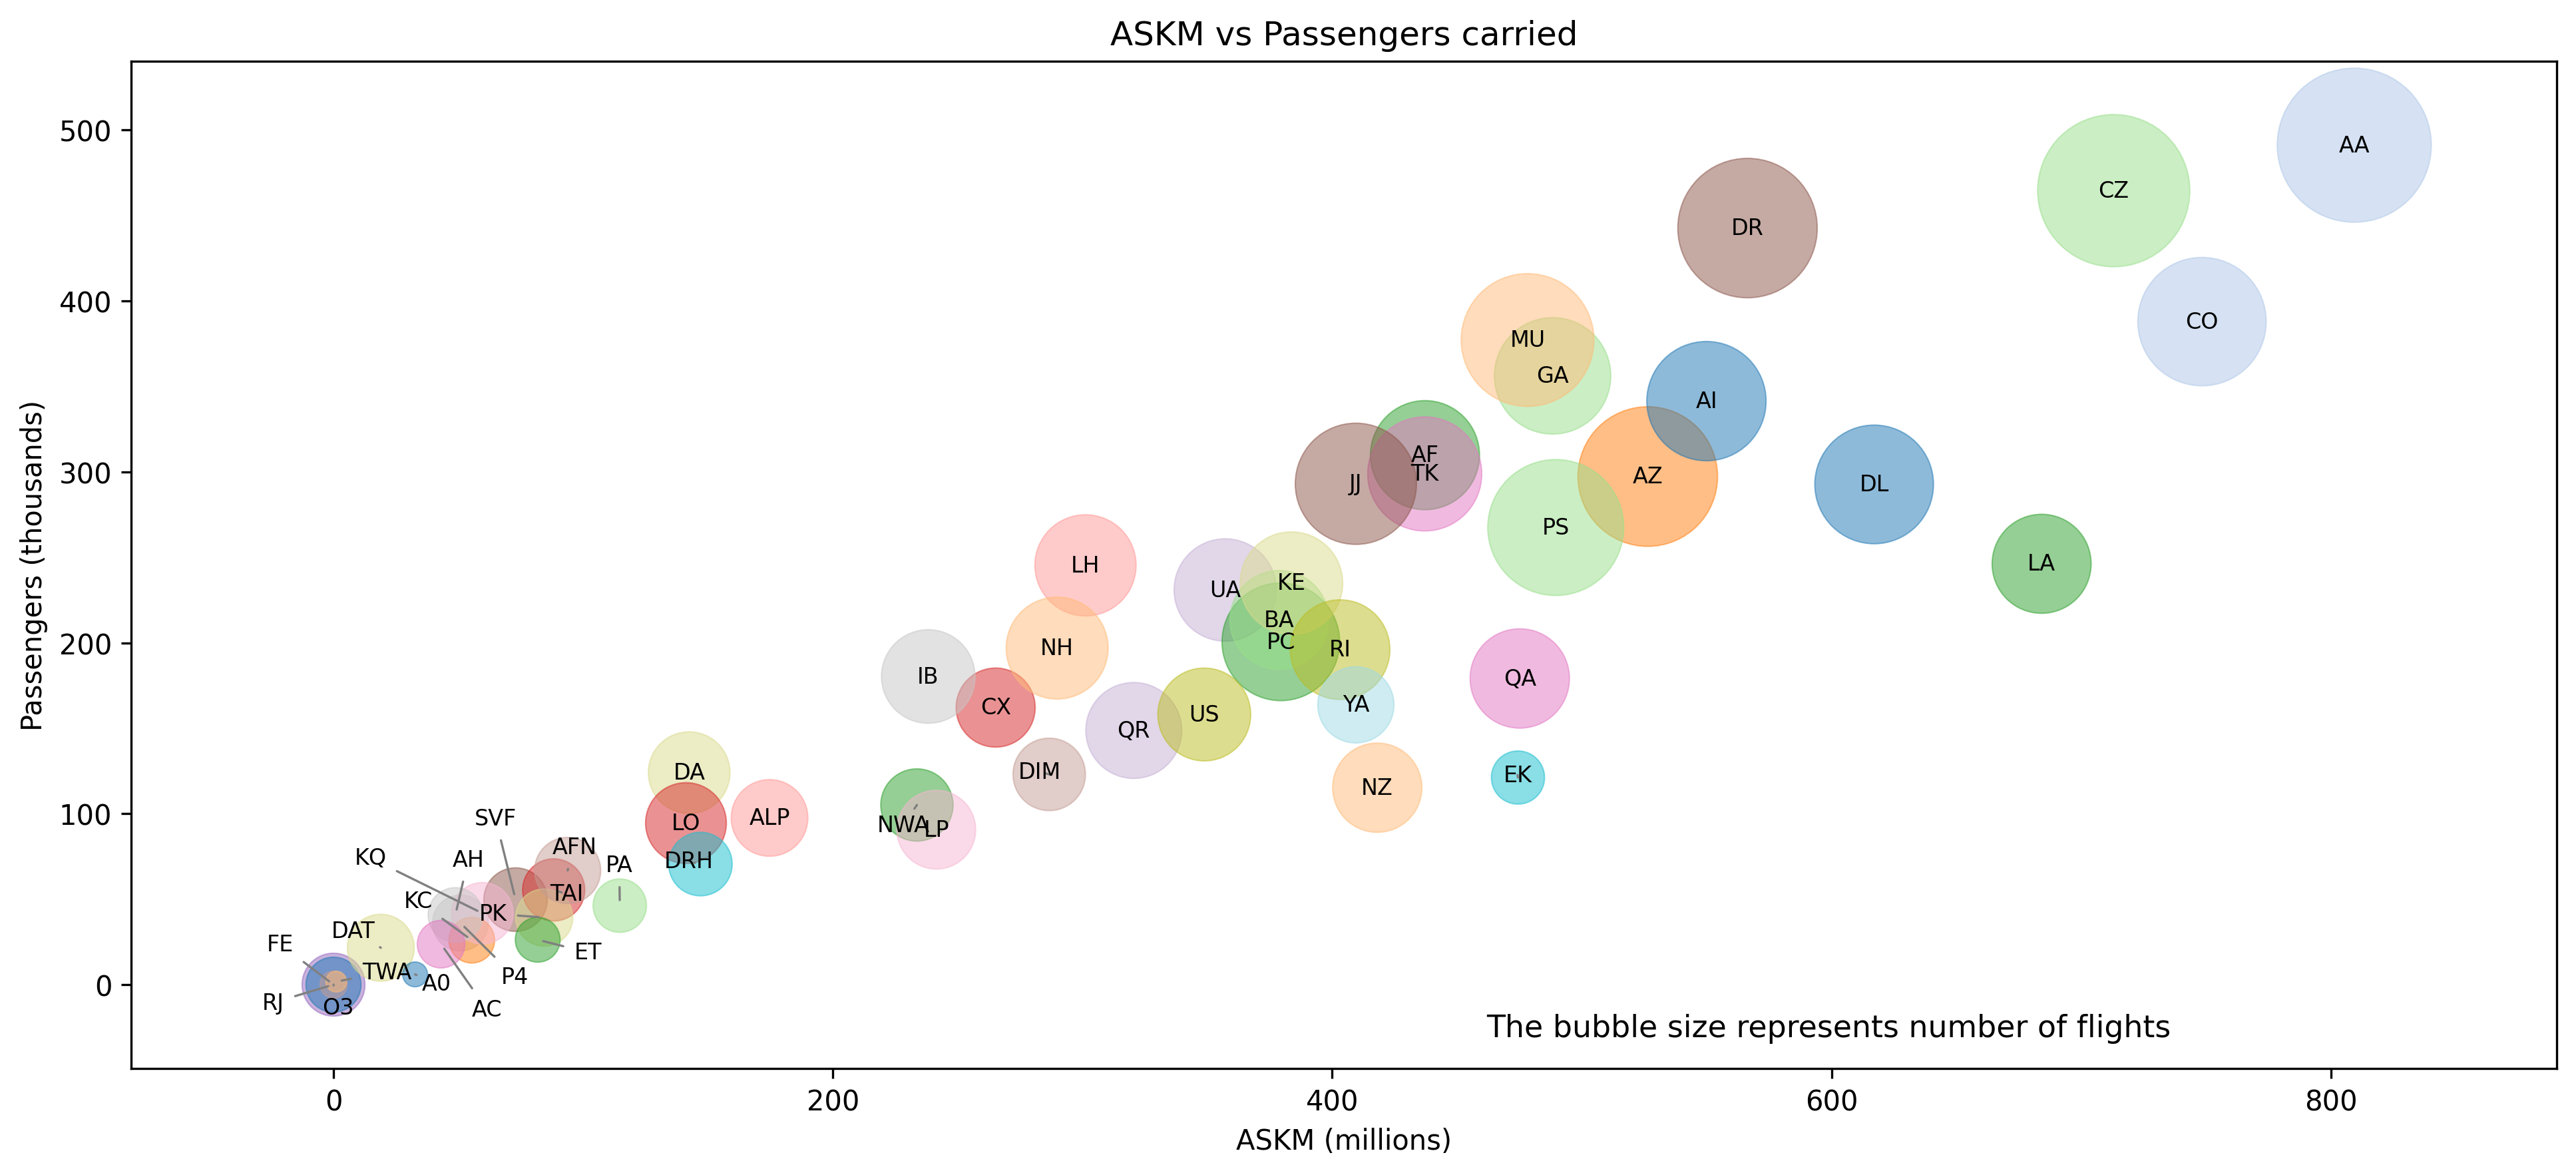 ASKM vs Passengers carried
Passengers (thousands)
500
400
300
200
100
0
AA
CZ
DR
CO
MU
GA
AI
AF
TK
JJ
AZ
DL
PS
LH
LA
UA
KE
BA
PC
RI
NH
IB
QA
CX
US
YA
QR
DA
DIM
EK
NZ
NWA
LP
LO
ALP
DRH
SVF
AFN
KQ
AH
PA
TAI
KC
PK
DAT
FE
ET
TWA
A0
P4
RJ
O3
AC
The bubble size represents number of flights
0
200
400
600
800
ASKM (millions)